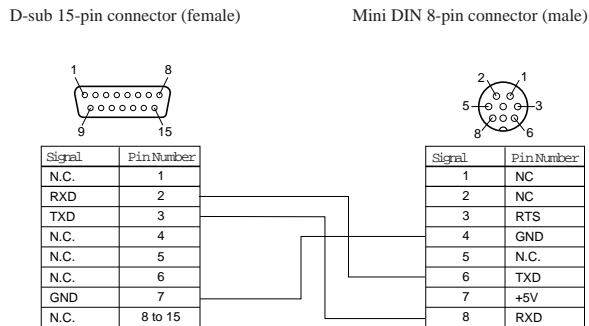 D-sub 15-pin connector (female)
Mini DIN 8-pin connector (male)
1 8
9 15
2 1
5 3
8 6
Signal Pin Number
N.C. 1
RXD 2
TXD 3
N.C. 4
N.C. 5
N.C. 6
GND 7
N.C. 8 to 15
Signal Pin Number
1 NC
2 NC
3 RTS
4 GND
5 N.C.
6 TXD
7 +5V
8 RXD